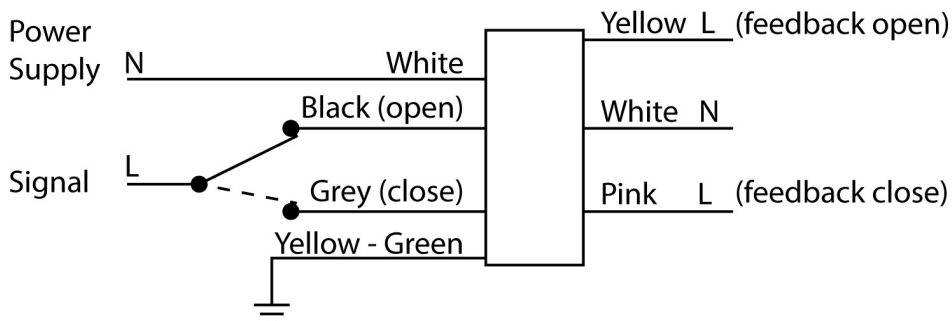 Power
Supply N
White
Black (open)
Signal
L
Grey (close)
Yellow - Green
Yellow L (feedback open)
White N
Pink L (feedback close)